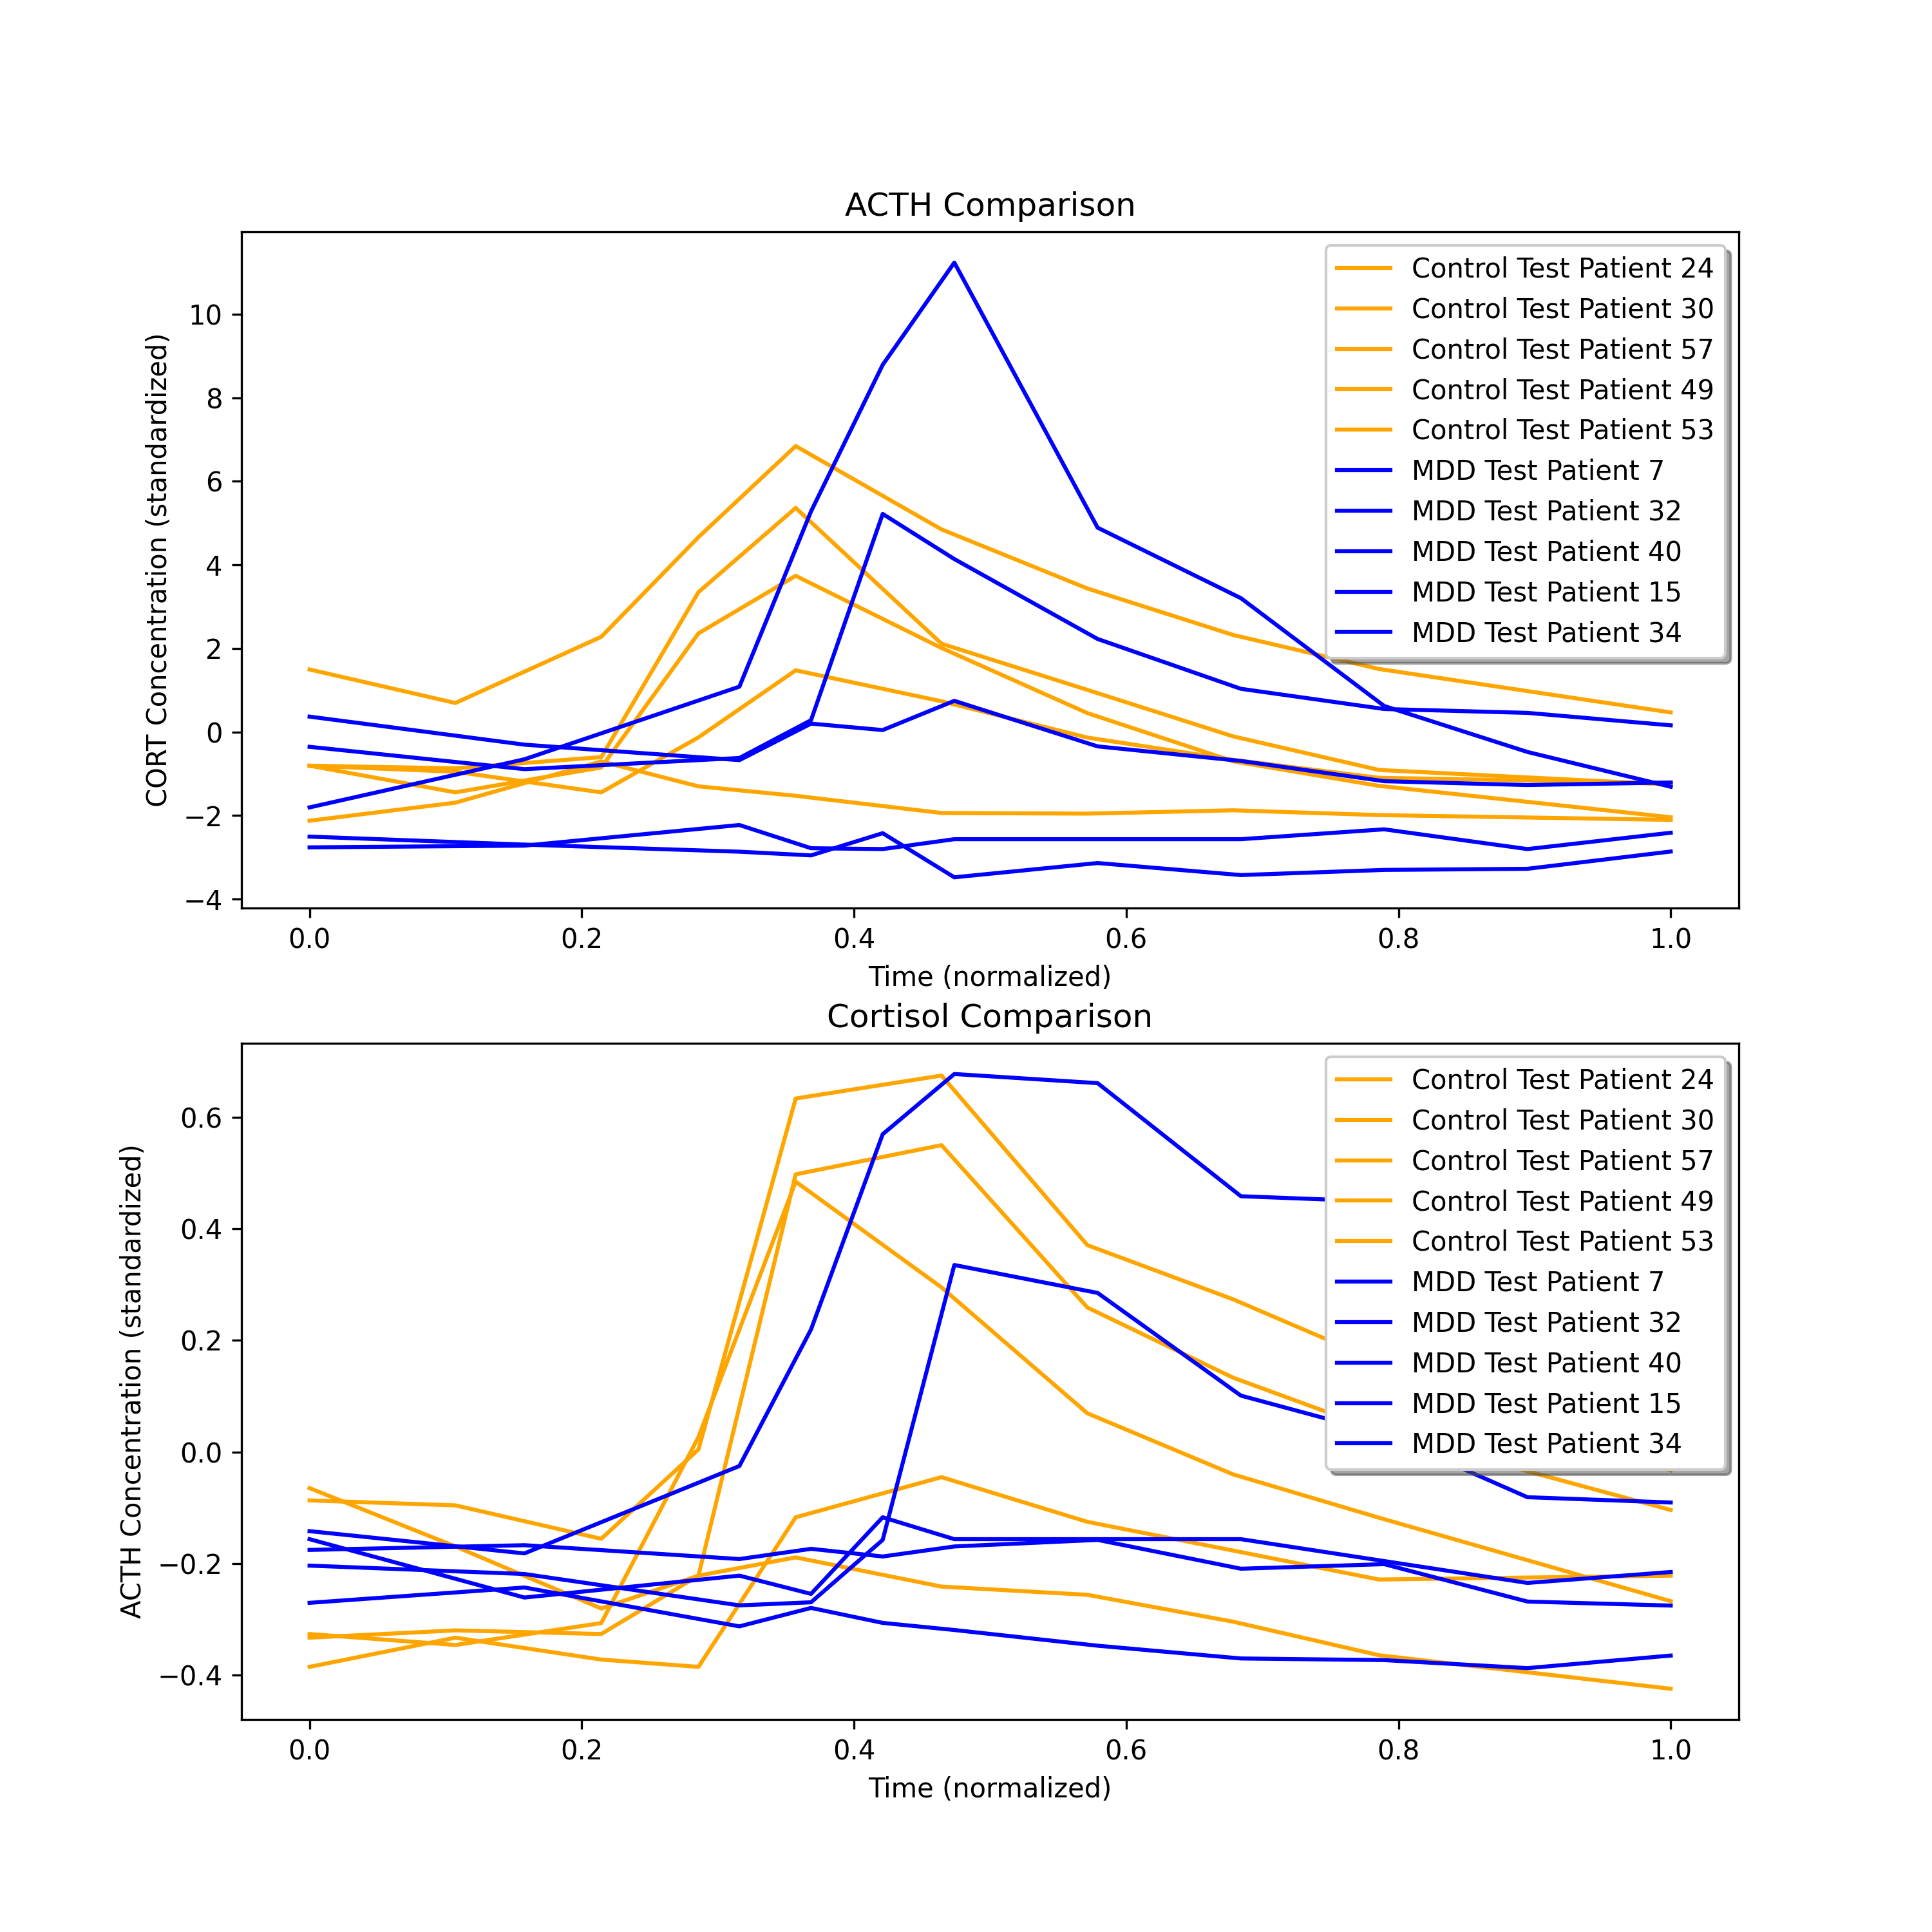 ACTH Comparison
CORT Concentration (standardized)
10
8
6
4
2
0
−2
−4
Control Test Patient 24
Control Test Patient 30
Control Test Patient 57
Control Test Patient 49
Control Test Patient 53
MDD Test Patient 7
MDD Test Patient 32
MDD Test Patient 40
MDD Test Patient 15
MDD Test Patient 34
0.0 0.2 0.4 0.6 0.8 1.0
Time (normalized)
Cortisol Comparison
ACTH Concentration (standardized)
0.6
0.4
0.2
0.0
−0.2
−0.4
Control Test Patient 24
Control Test Patient 30
Control Test Patient 57
Control Test Patient 49
Control Test Patient 53
MDD Test Patient 7
MDD Test Patient 32
MDD Test Patient 40
MDD Test Patient 15
MDD Test Patient 34
0.0 0.2 0.4 0.6 0.8 1.0
Time (normalized)